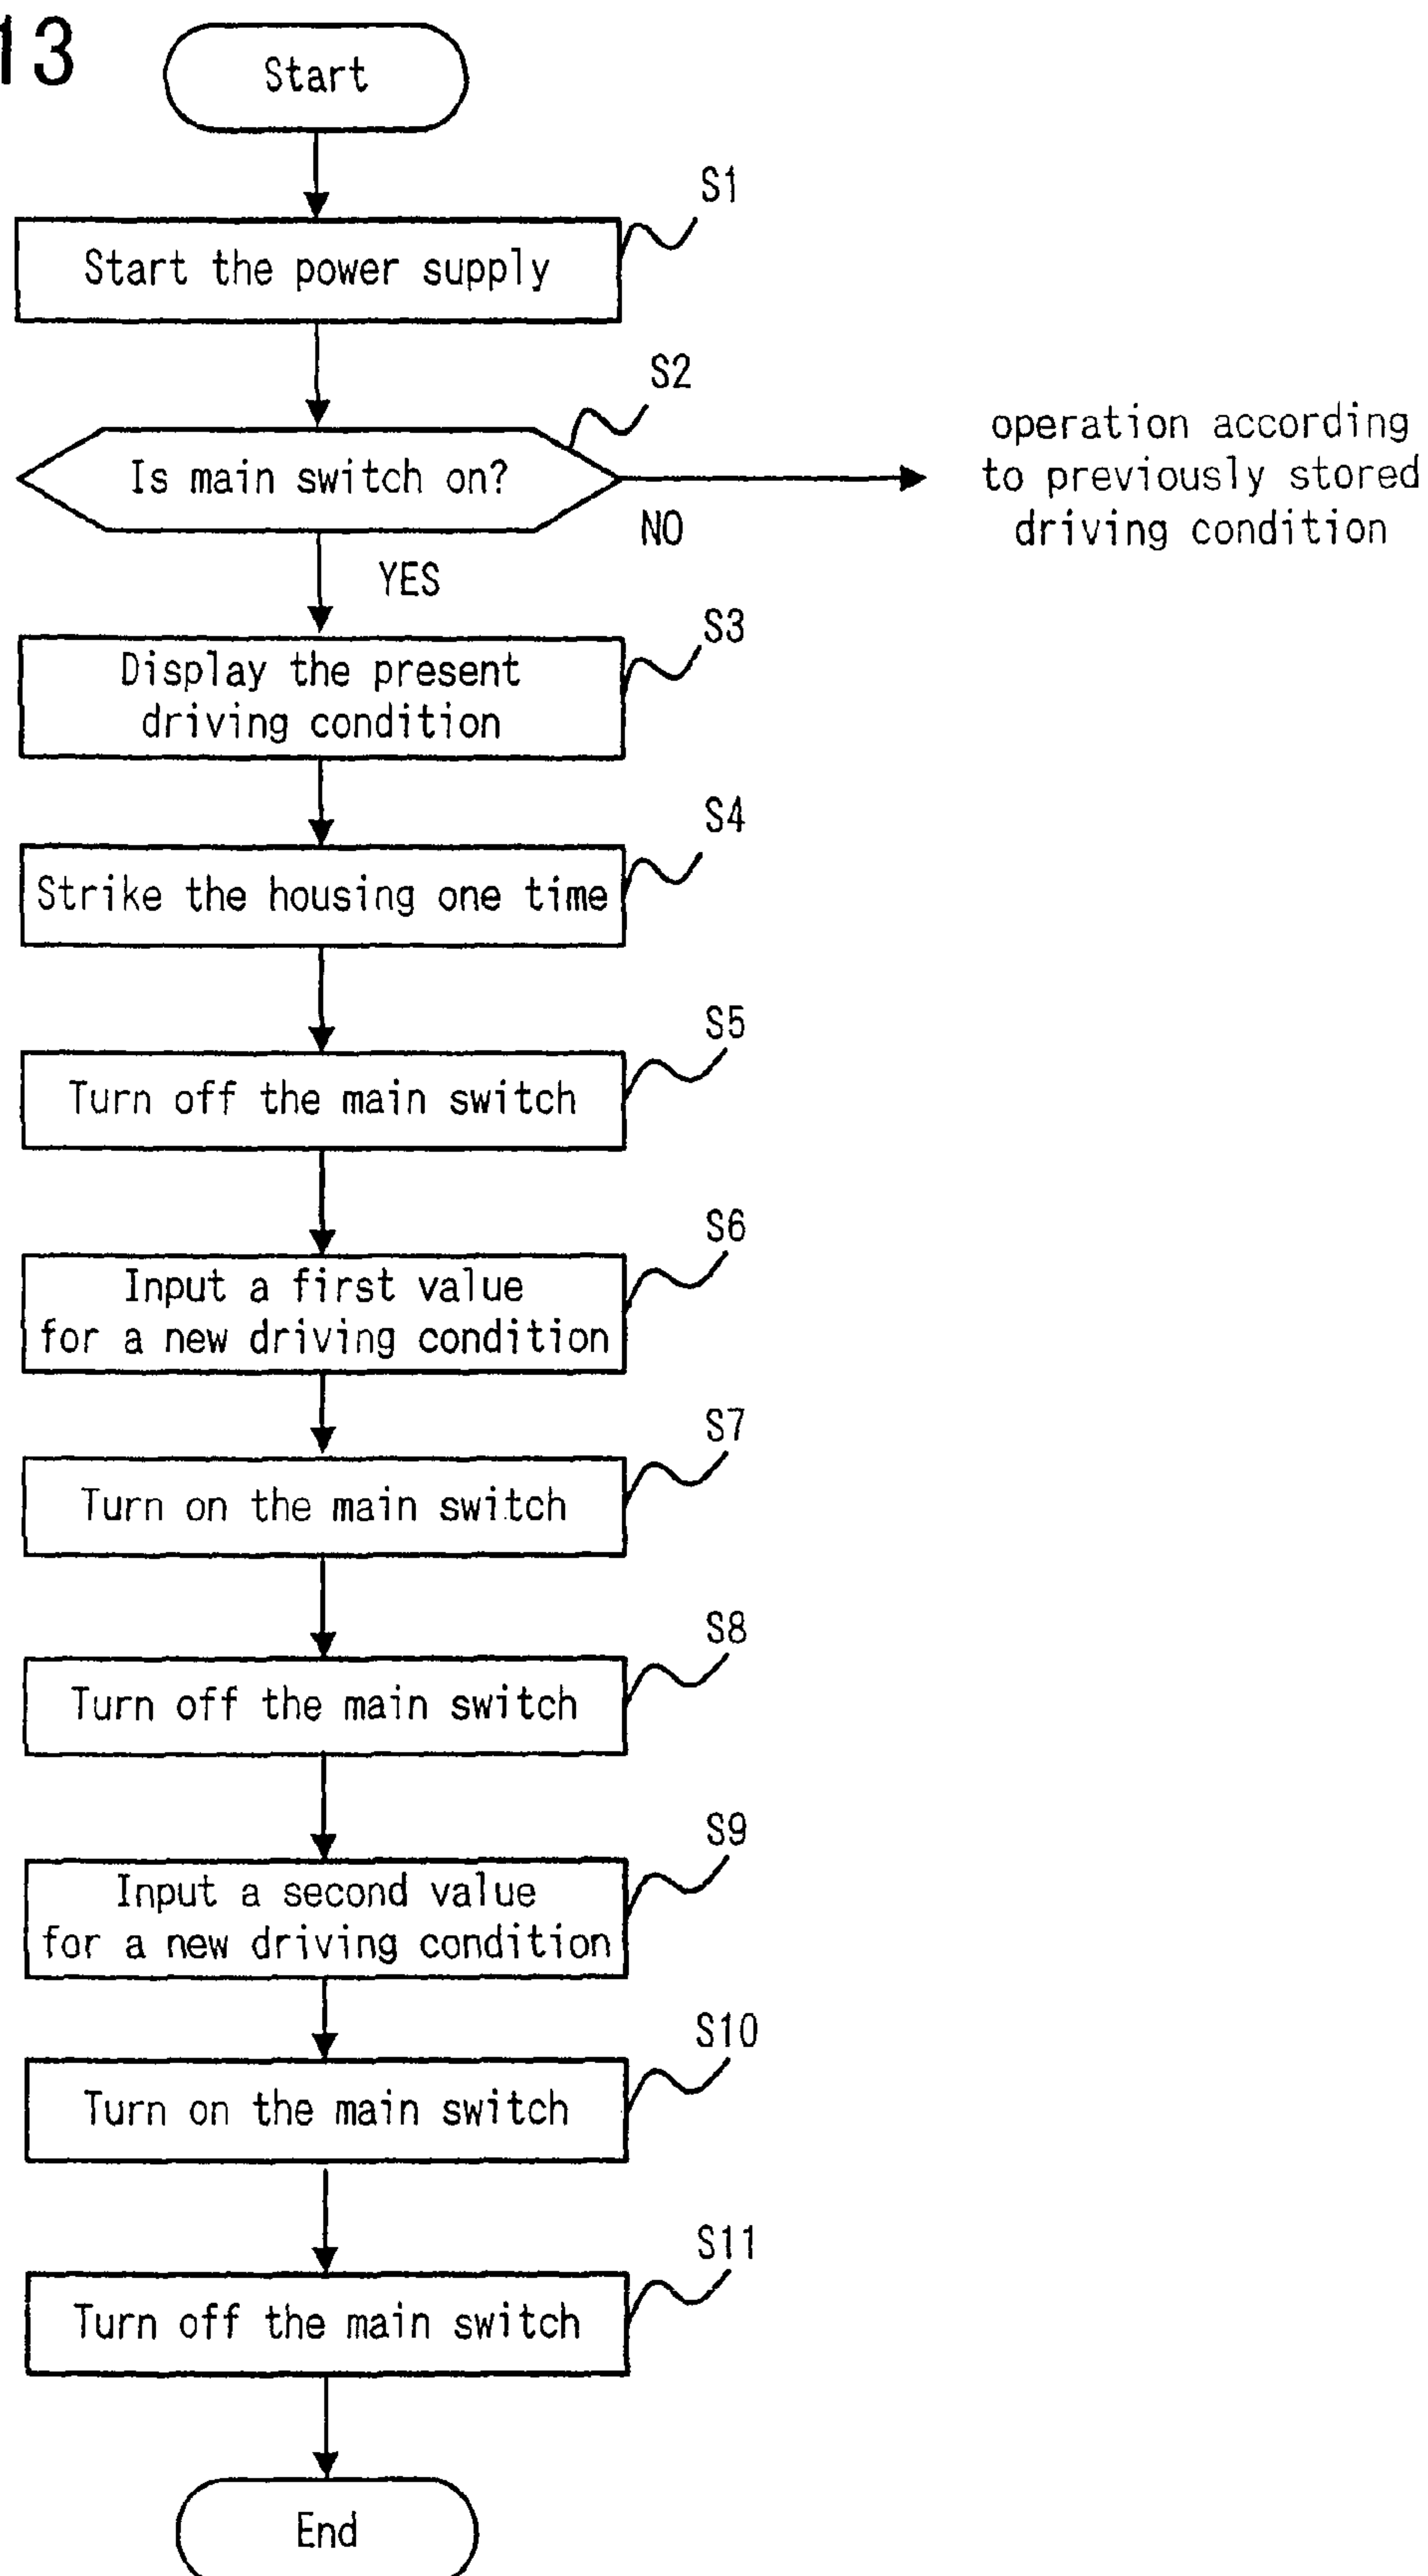 13
Start
S1
Start the power supply
S2
Is main switch on?
operation according
to previously stored
driving condition
NO
YES
S3
Display the present
driving condition
S4
Strike the housing one time
S5
Turn off the main switch
S6
Input a first value
for a new driving condition
S7
Turn on the main switch
S8
Turn off the main switch
S9
Input a second value
for a new driving condition
S10
Turn on the main switch
S11
Turn off the main switch
End